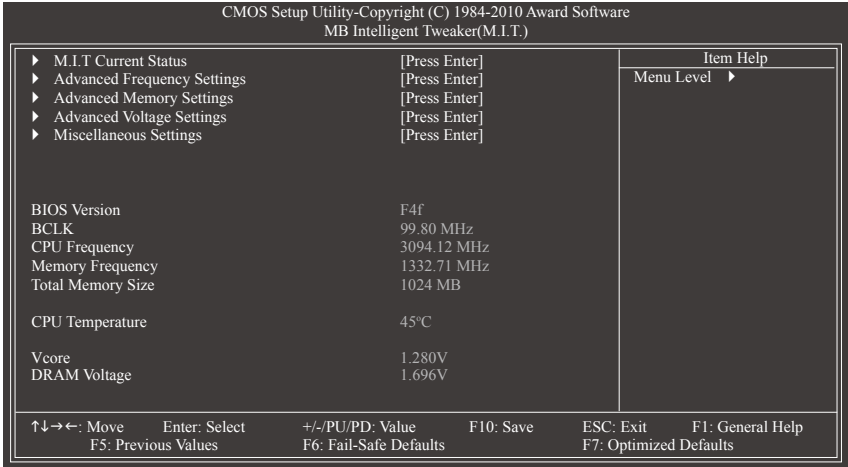 CMOS Setup Utility-Copyright (C) 1984-2010 Award Software
MB Intelligent Tweaker(M.I.T.)
M.I.T Current Status [Press Enter]
Advanced Frequency Settings [Press Enter]
Advanced Memory Settings [Press Enter]
Advanced Voltage Settings [Press Enter]
Miscellaneous Settings [Press Enter]
Item Help
Menu Level
BIOS Version F4f
BCLK 99.80 MHz
CPU Frequency 3094.12 MHz
Memory Frequency 1332.71 MHz
Total Memory Size 1024 MB
CPU Temperature 45°C
Vcore 1.280V
DRAM Voltage 1.696V
↑↓→←: Move Enter: Select +/-/PU/PD: Value F10: Save ESC: Exit F1: General Help
F5: Previous Values F6: Fail-Safe Defaults F7: Optimized Defaults